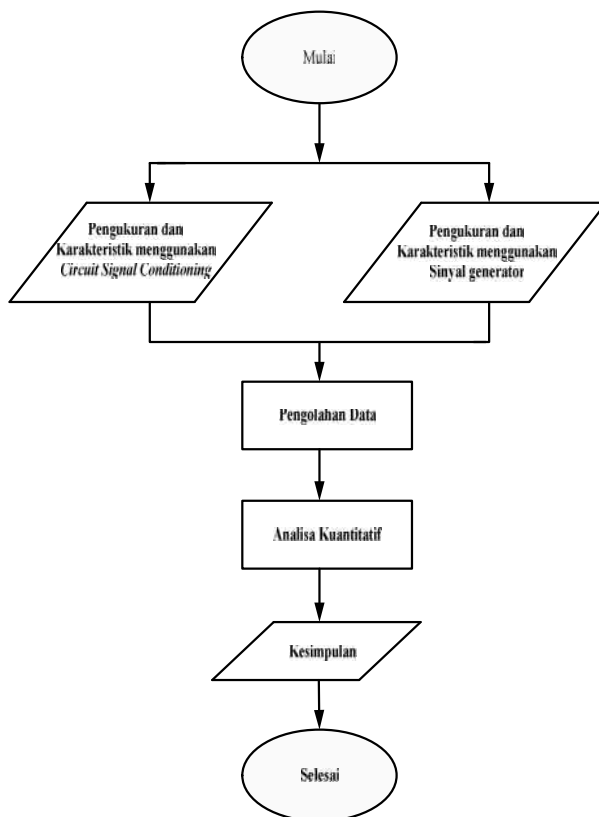 Mulai
Pengukuran dan
Karakteristik menggunakan
Circuit Signal Conditioning
Pengukuran dan
Karakteristik menggunakan
Sinyal generator
Pengolahan Data
Analisa Kuantitatif
Kesimpulan
Selesai